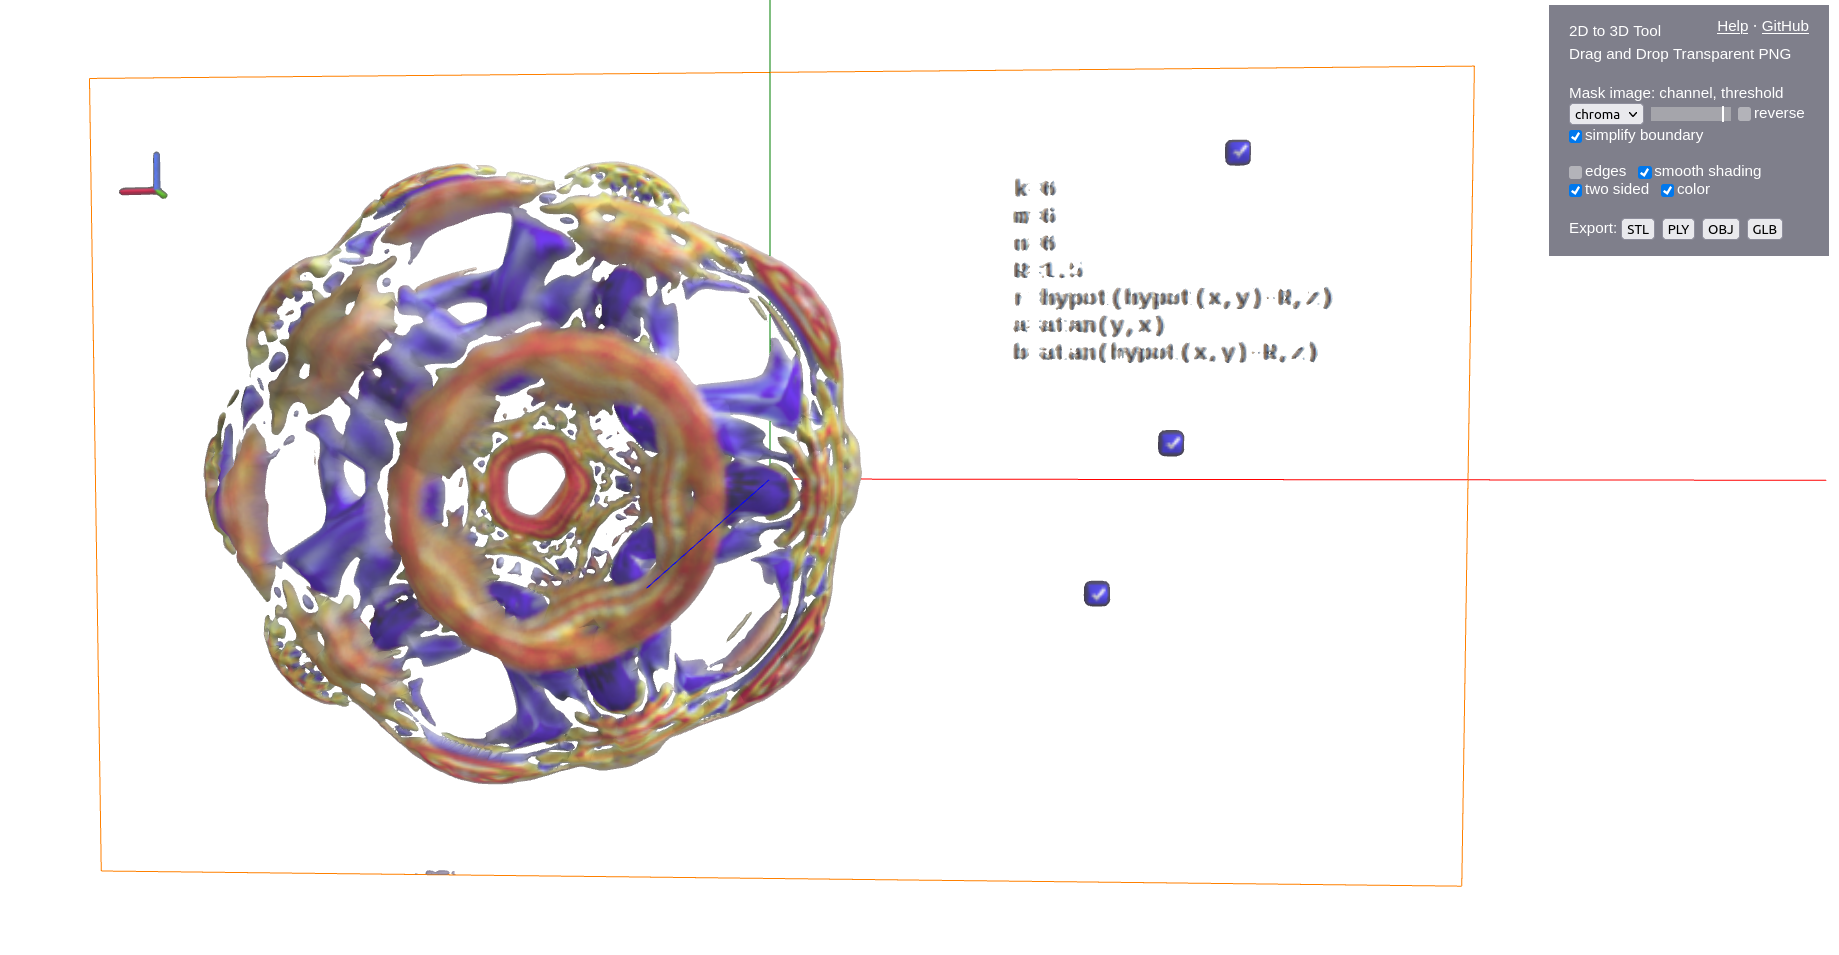 2D to 3D Tool
Help · GitHub
Drag and Drop Transparent PNG
Mask image: channel, threshold
chroma
reverse
simplify boundary
edges
smooth shading
two sided
color
Export: STL PLY OBJ GLB
k 6
m 6
n 6
R 1.5
r hypot(hypot(x,y)-R,z)
a atan(y,x)
b atan(hypot(x,y)-R,z)